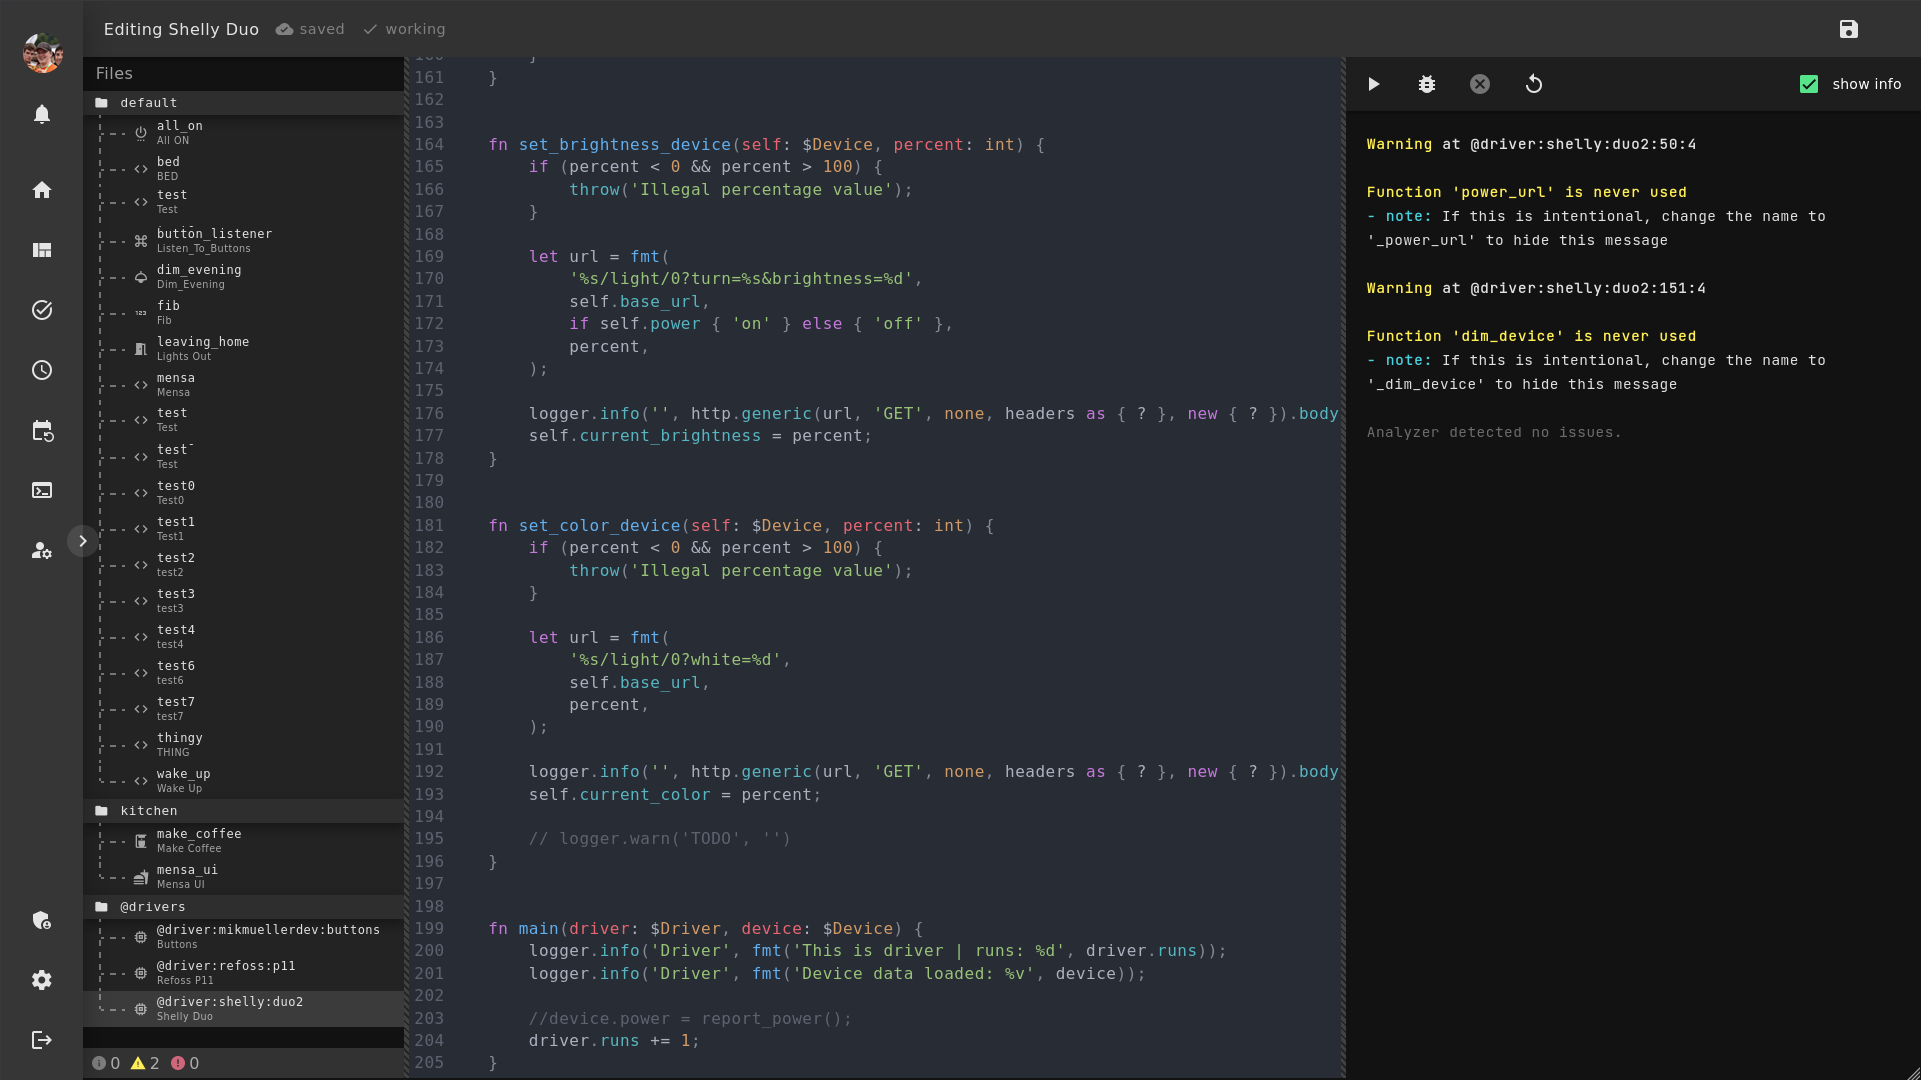 Editing Shelly Duo saved working
Files
default
all_on
All ON
bed
BED
test
Test
button_listener
Listen_To_Buttons
dim_evening
Dim_Evening
fib
Fib
leaving_home
Lights Out
mensa
Mensa
test
Test
test
Test
test0
Test0
test1
Test1
test2
test2
test3
test3
test4
test4
test6
test6
test7
test7
thingy
THING
wake_up
Wake Up
kitchen
make_coffee
Make Coffee
mensa_ui
Mensa UI
@drivers
@driver:mikmuellerdev:buttons
Buttons
@driver:refoss:p11
Refoss P11
@driver:shelly:duo2
Shelly Duo
0 2 0
160 }
161 }
162
163
164 fn set_brightness_device(self: $Device, percent: int) {
165 if (percent < 0 && percent > 100) {
166 throw('Illegal percentage value');
167 }
168
169 let url = fmt(
170 '%s/light/0?turn=%s&brightness=%d',
171 self.base_url,
172 if self.power { 'on' } else { 'off' },
173 percent,
174 );
175
176 logger.info('', http.generic(url, 'GET', none, headers as { ? }, new { ? }).body
177 self.current_brightness = percent;
178 }
179
180
181 fn set_color_device(self: $Device, percent: int) {
182 if (percent < 0 && percent > 100) {
183 throw('Illegal percentage value');
184 }
185
186 let url = fmt(
187 '%s/light/0?white=%d',
188 self.base_url,
189 percent,
190 );
191
192 logger.info('', http.generic(url, 'GET', none, headers as { ? }, new { ? }).body
193 self.current_color = percent;
194
195 // logger.warn('TODO', '')
196 }
197
198
199 fn main(driver: $Driver, device: $Device) {
200 logger.info('Driver', fmt('This is driver | runs: %d', driver.runs));
201 logger.info('Driver', fmt('Device data loaded: %v', device));
202
203 //device.power = report_power();
204 driver.runs += 1;
205 }
show info
Warning at @driver:shelly:duo2:50:4
Function 'power_url' is never used
- note: If this is intentional, change the name to
'_power_url' to hide this message
Warning at @driver:shelly:duo2:151:4
Function 'dim_device' is never used
- note: If this is intentional, change the name to
'_dim_device' to hide this message
Analyzer detected no issues.